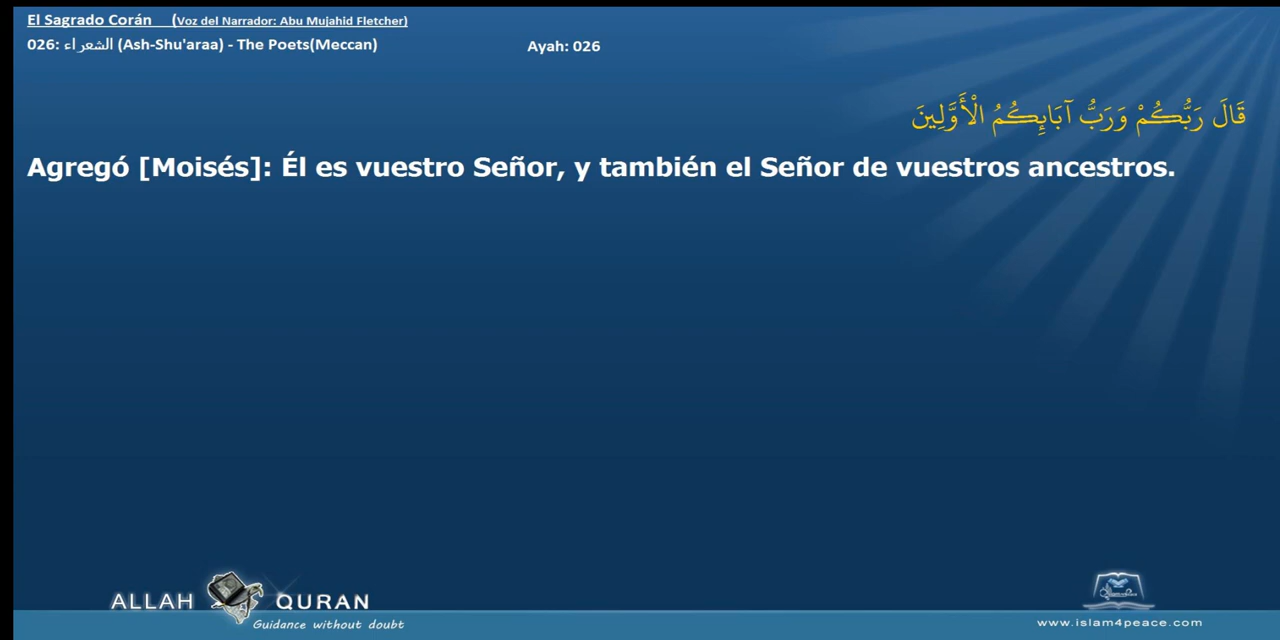 El Sagrado Corán (Voz del Narrador: Abu Mujahid Fletcher)
026: الشعراء (Ash-Shu'araa) - The Poets(Meccan) Ayah: 026
قَالَ رَبُّكُمْ وَرَبُّ آبَائِكُمُ الْأَوَّلِينَ
Agregó [Moisés]: Él es vuestro Señor, y también el Señor de vuestros ancestros.
ALLAH QURAN
Guidance without doubt
www.islam4peace.com